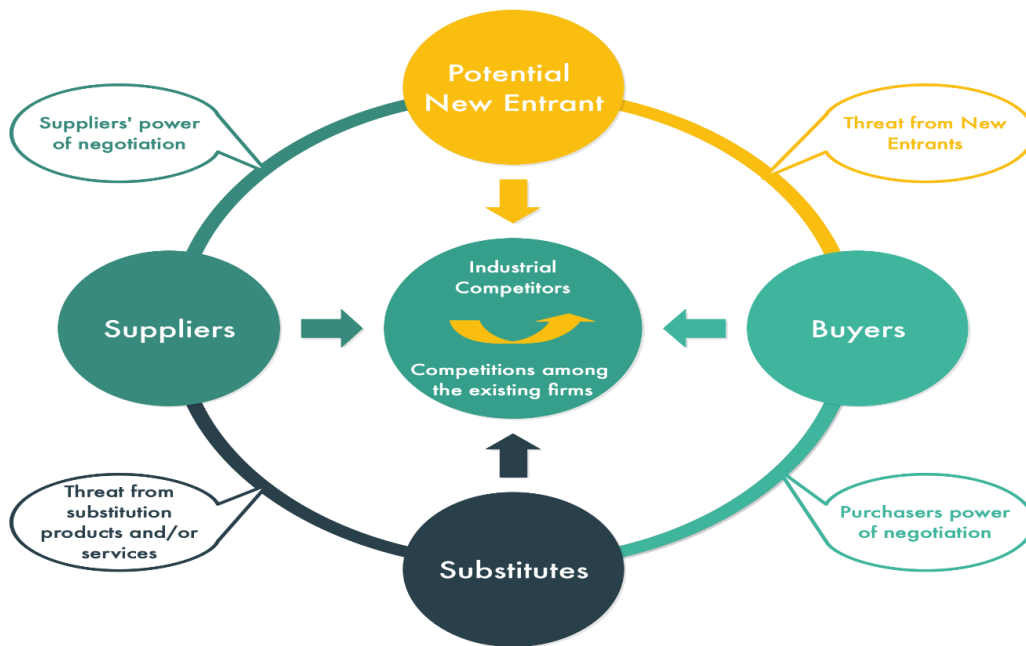 Potential
New Entrant
Suppliers' power
of negotiation
Threat from New
Entrants
Industrial
Competitors
Suppliers
Buyers
Competitions among
the existing firms
Threat from
substitution
products and/or
services
Purchasers power
of negotiation
Substitutes